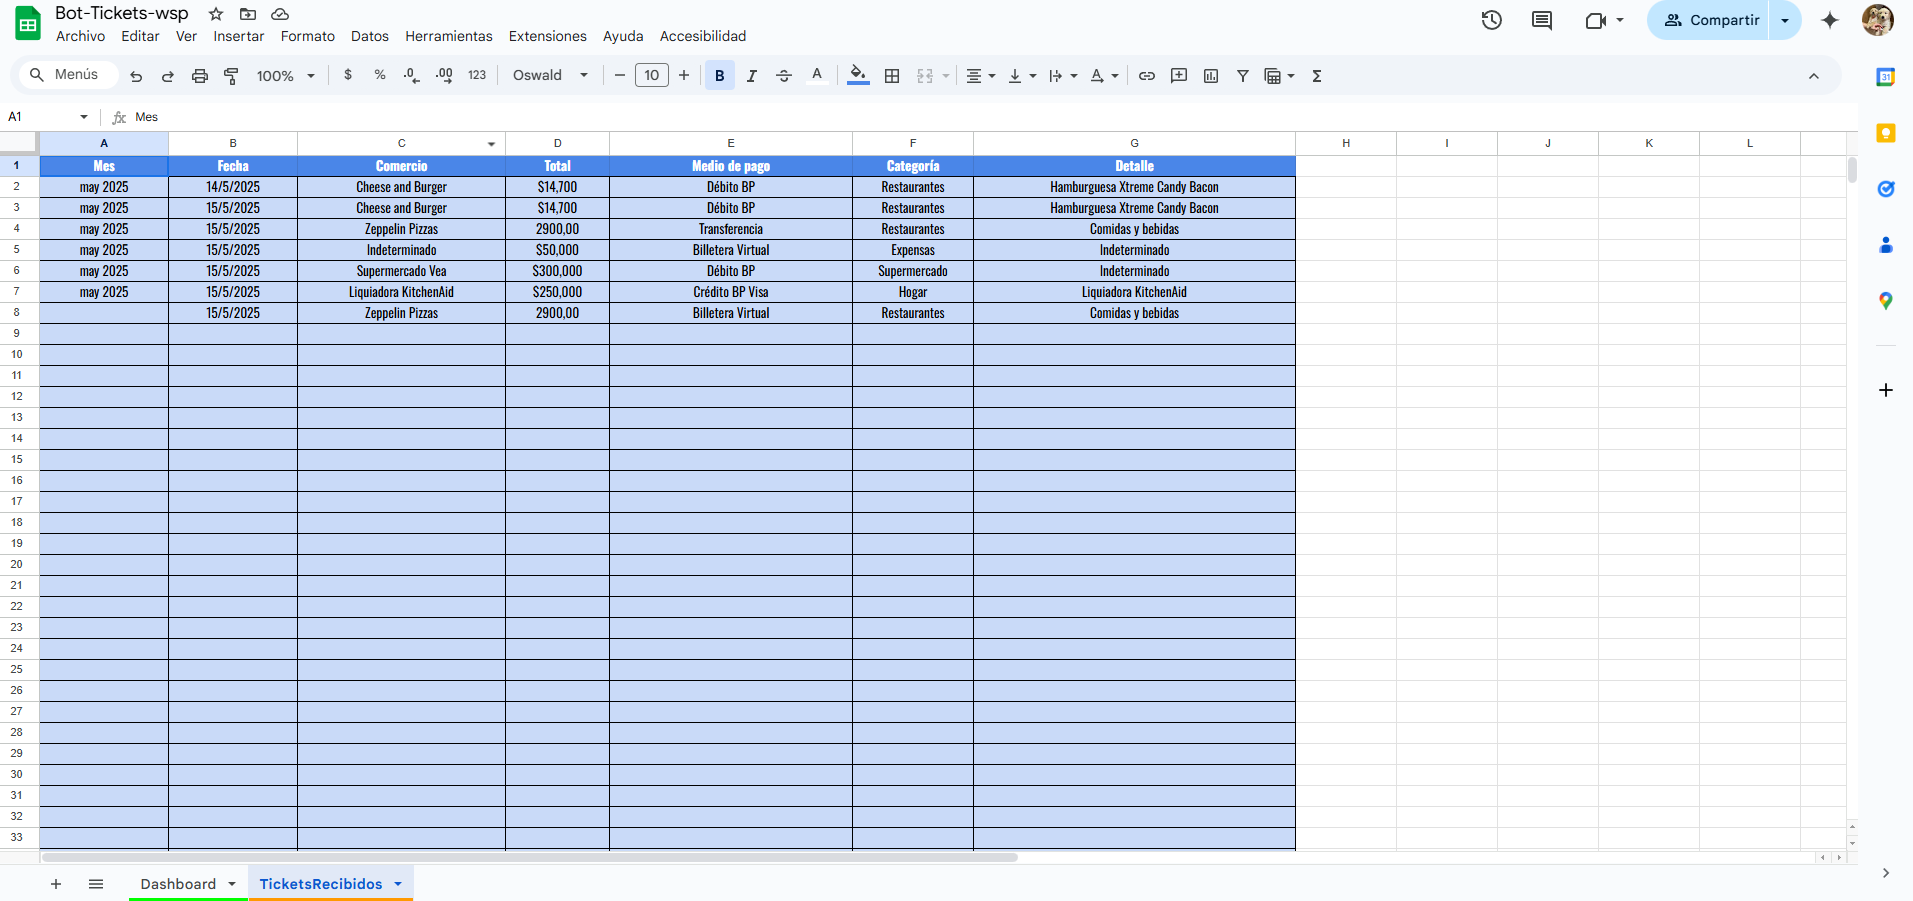 Bot-Tickets-wsp
Archivo Editar Ver Insertar Formato Datos Herramientas Extensiones Ayuda Accesibilidad
Compartir
Menús 100% $ % .0 .00 123 Oswald 10 B I A A
A1 fx Mes
A B C D E F G H I J K L
1 Mes Fecha Comercio Total Medio de pago Categoría Detalle
2 may 2025 14/5/2025 Cheese and Burger $14,700 Débito BP Restaurantes Hamburguesa Xtreme Candy Bacon
3 may 2025 15/5/2025 Cheese and Burger $14,700 Débito BP Restaurantes Hamburguesa Xtreme Candy Bacon
4 may 2025 15/5/2025 Zeppelin Pizzas 2900,00 Transferencia Restaurantes Comidas y bebidas
5 may 2025 15/5/2025 Indeterminado $50,000 Billetera Virtual Expensas Indeterminado
6 may 2025 15/5/2025 Supermercado Vea $300,000 Débito BP Supermercado Indeterminado
7 may 2025 15/5/2025 Liquiadora KitchenAid $250,000 Crédito BP Visa Hogar Liquiadora KitchenAid
8 15/5/2025 Zeppelin Pizzas 2900,00 Billetera Virtual Restaurantes Comidas y bebidas
9
10
11
12
13
14
15
16
17
18
19
20
21
22
23
24
25
26
27
28
29
30
31
32
33
Dashboard TicketsRecibidos
31